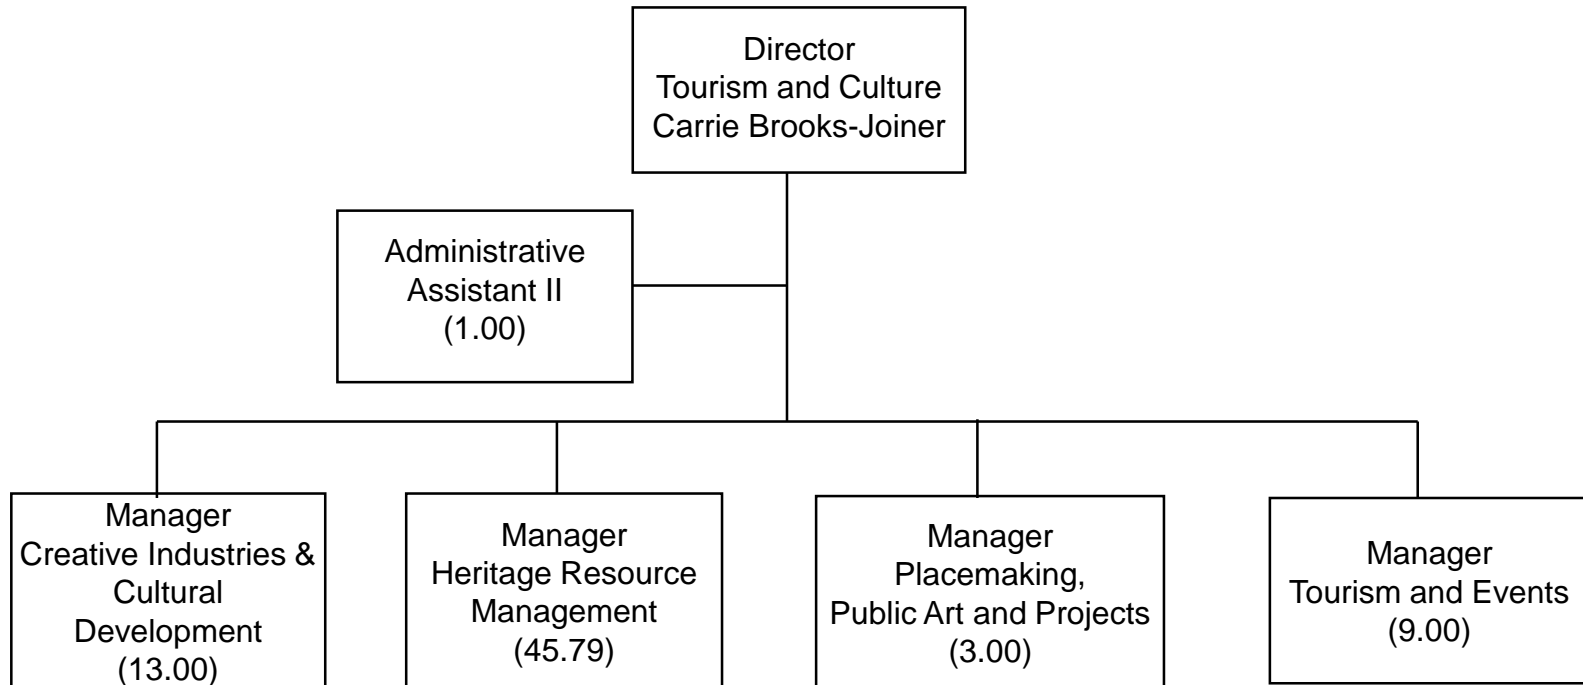 Director
Tourism and Culture
Carrie Brooks-Joiner
Administrative
Assistant II
(1.00)
Manager
Creative Industries &
Cultural
Development
(13.00)
Manager
Heritage Resource
Management
(45.79)
Manager
Placemaking,
Public Art and Projects
(3.00)
Manager
Tourism and Events
(9.00)